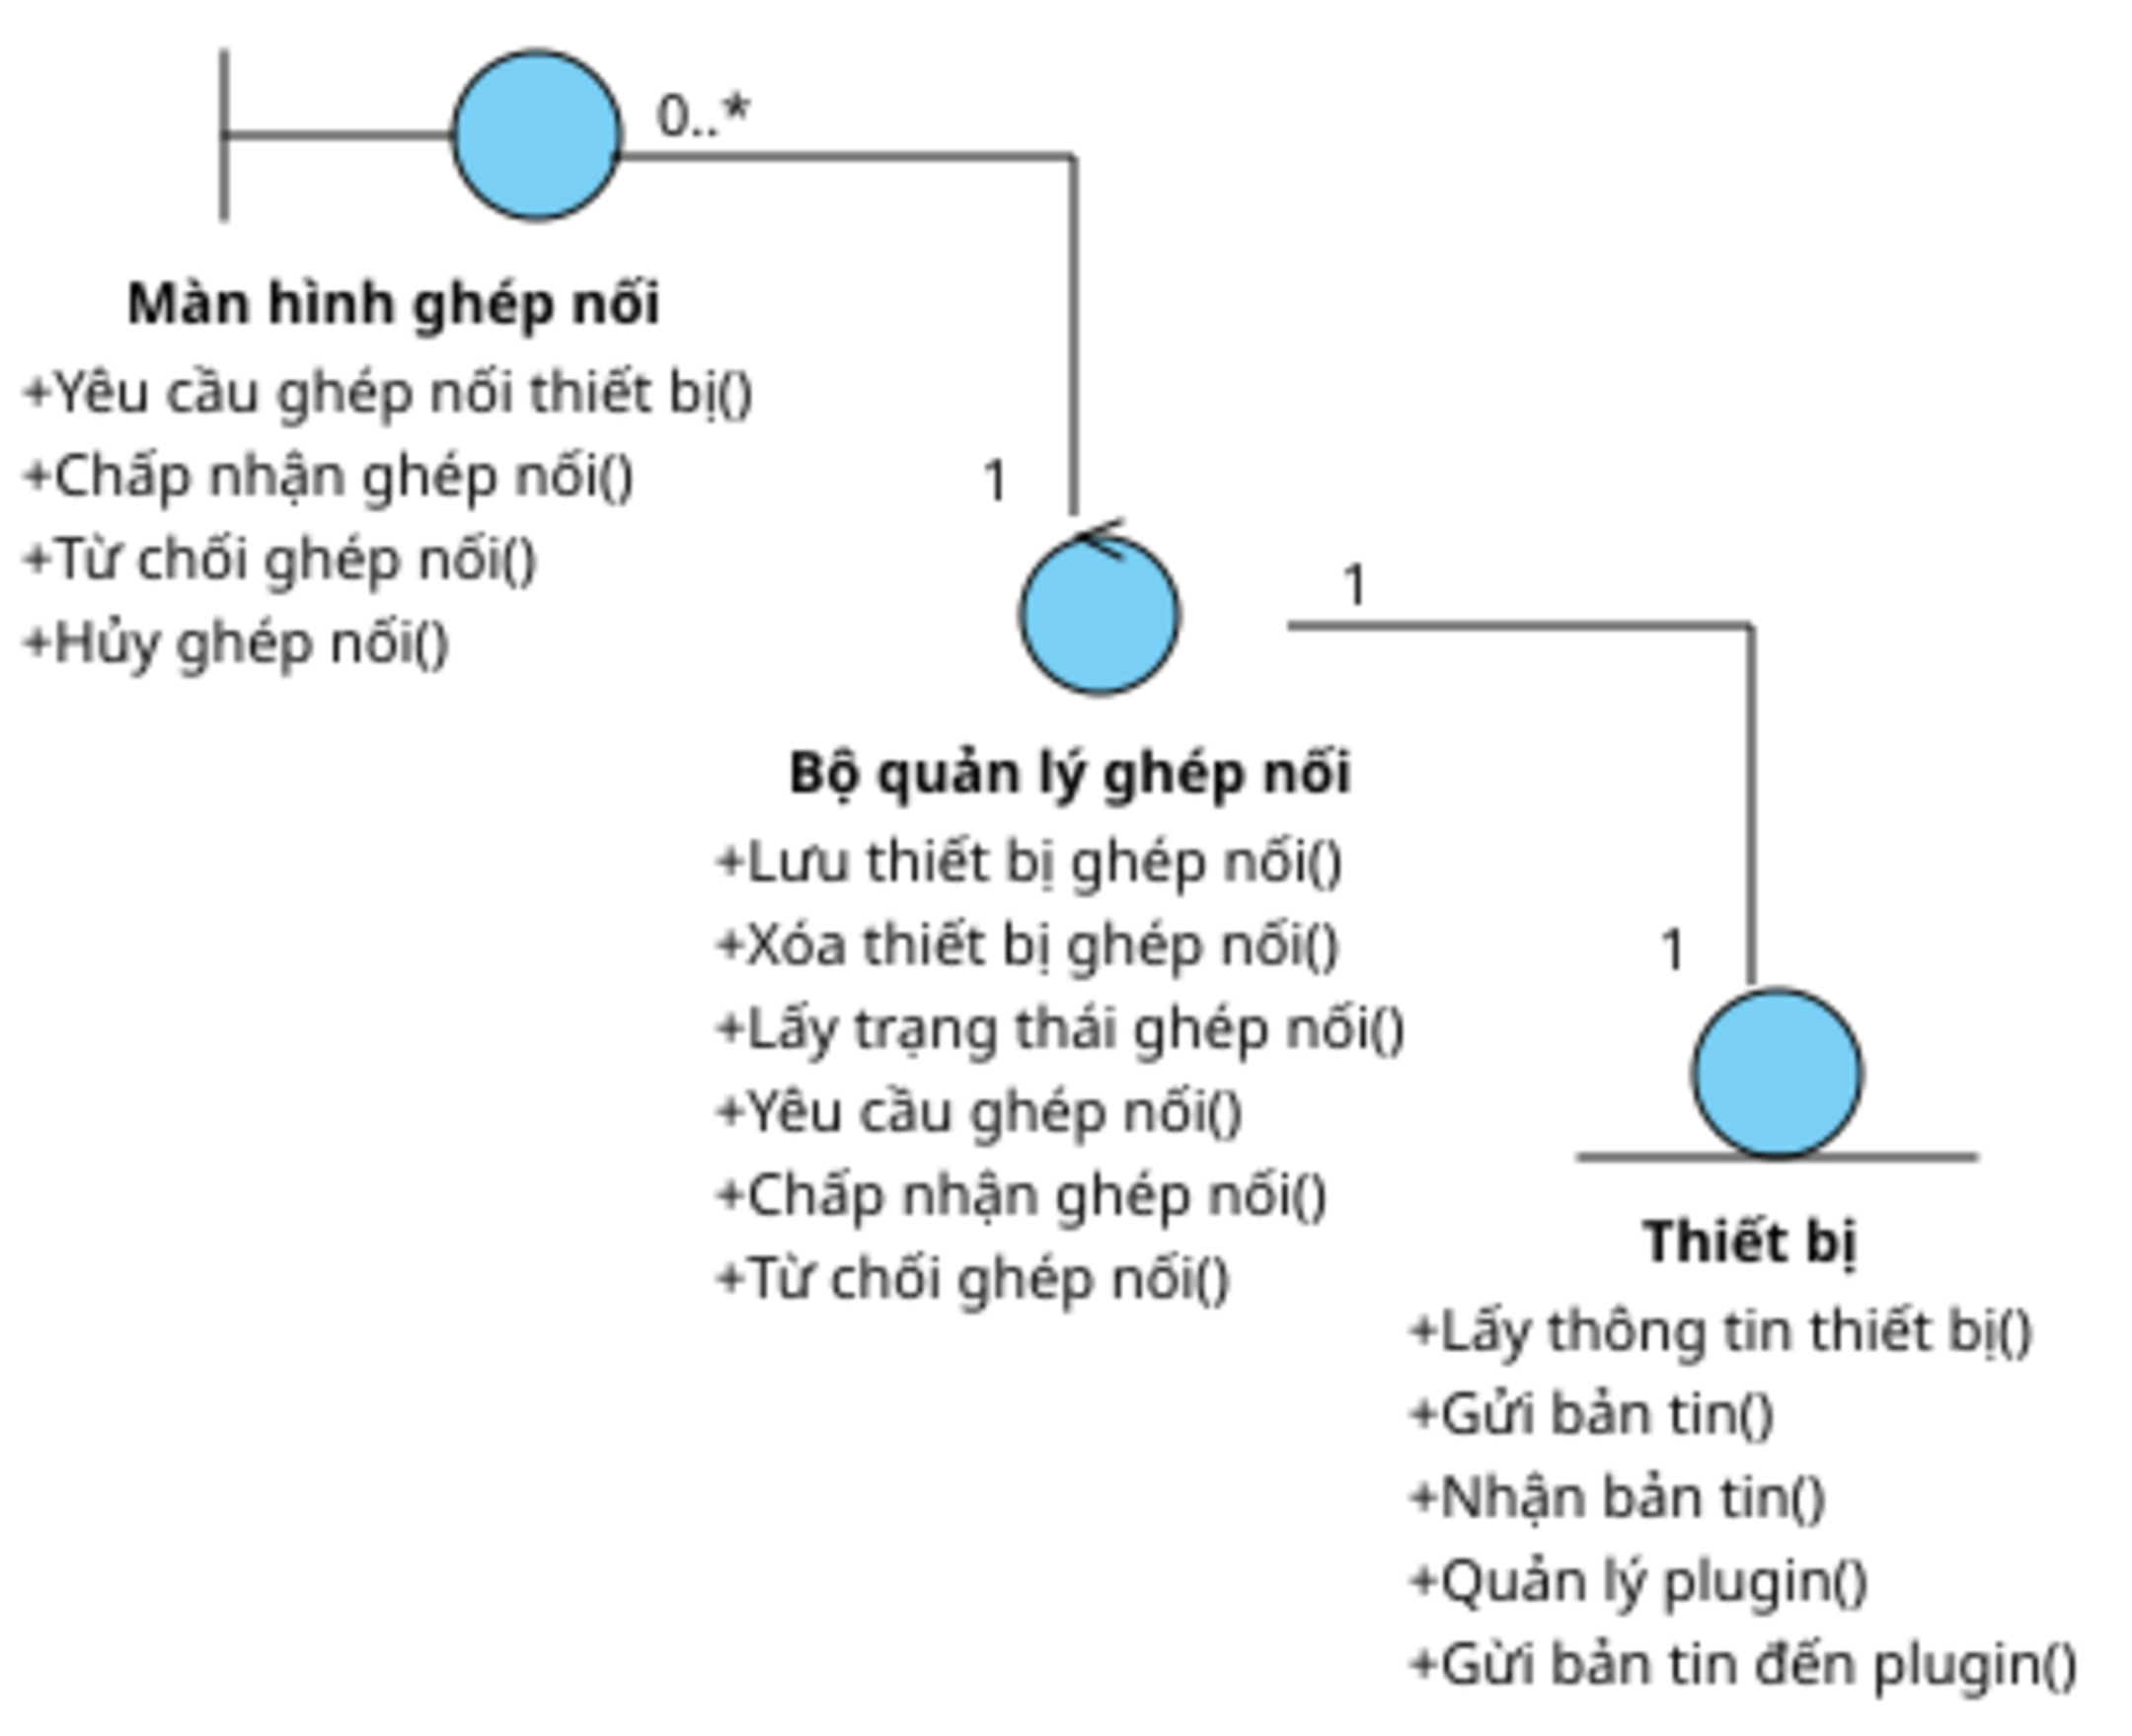 0..*
Màn hình ghép nối
+Yêu cầu ghép nối thiết bị()
+Chấp nhận ghép nối()
+Từ chối ghép nối()
+Hủy ghép nối()
1
1
Bộ quản lý ghép nối
+Lưu thiết bị ghép nối()
+Xóa thiết bị ghép nối()
+Lấy trạng thái ghép nối()
+Yêu cầu ghép nối()
+Chấp nhận ghép nối()
+Từ chối ghép nối()
1
Thiết bị
+Lấy thông tin thiết bị()
+Gửi bản tin()
+Nhận bản tin()
+Quản lý plugin()
+Gừi bản tin đến plugin()